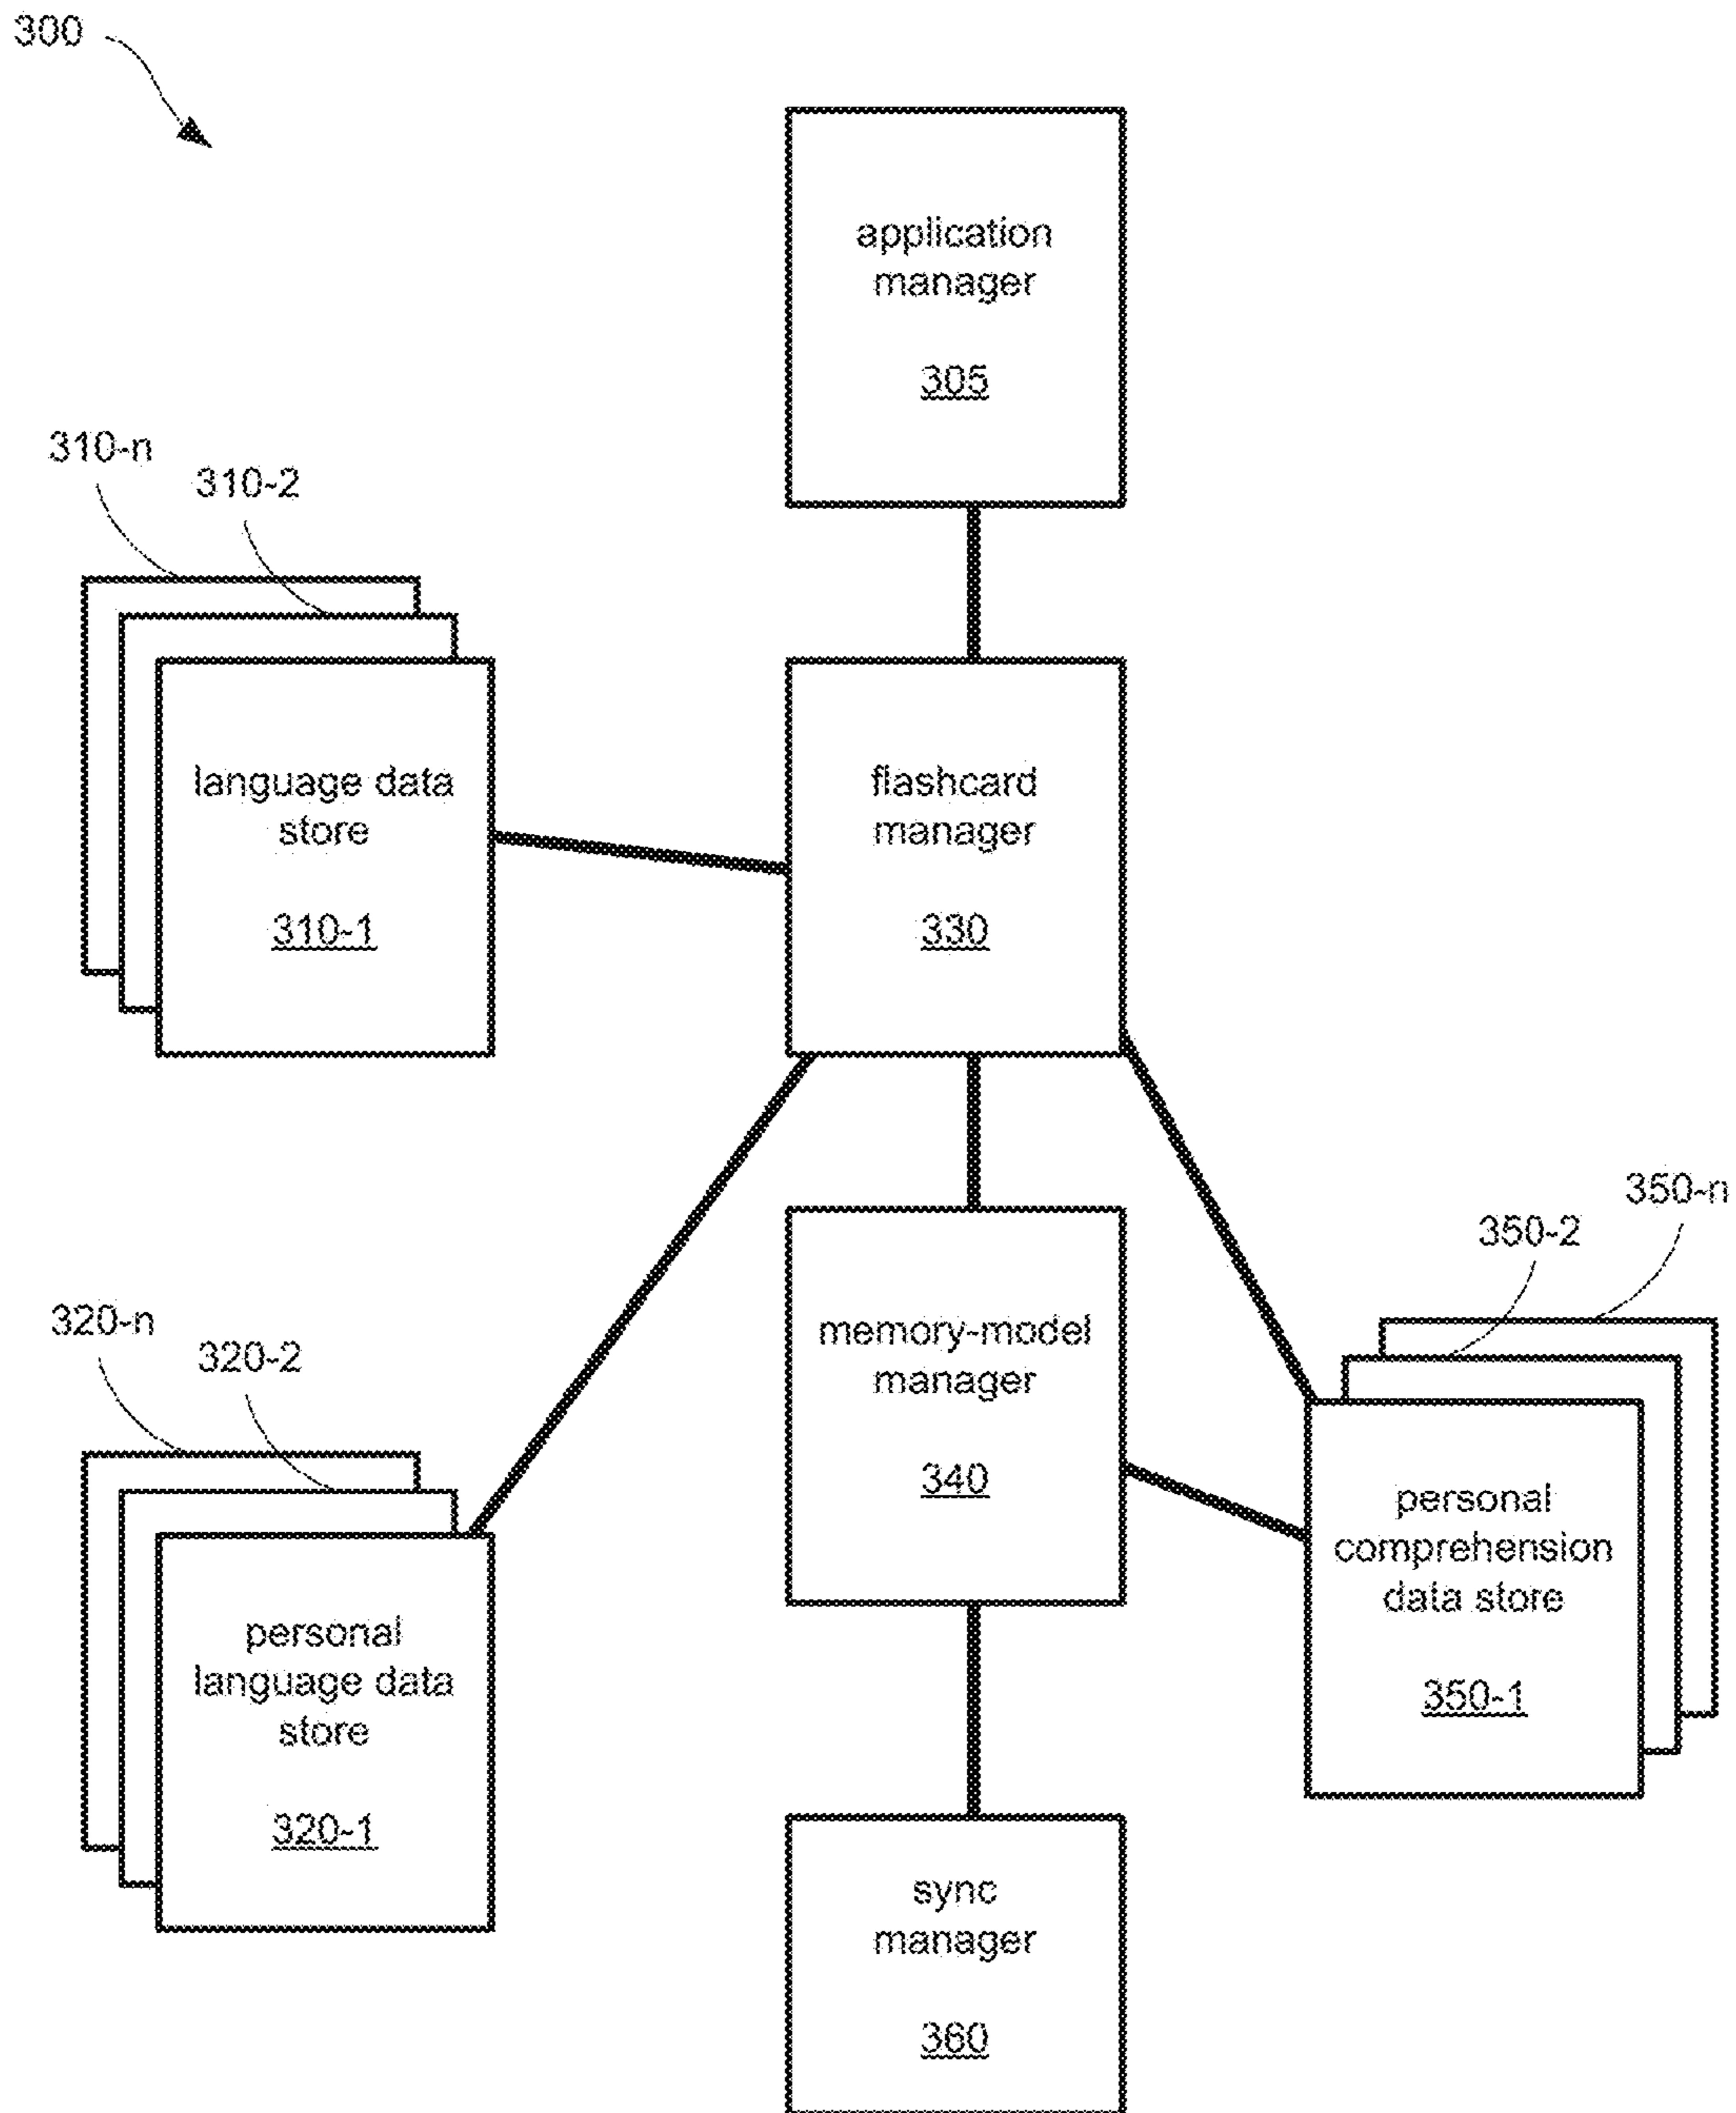 300
application
manager
305
310-n
310-2
language data
store
310-1
flashcard
manager
330
350-n
350-2
320-n
320-2
memory-model
manager
340
personal
comprehension
data store
350-1
personal
language data
store
320-1
sync
manager
360